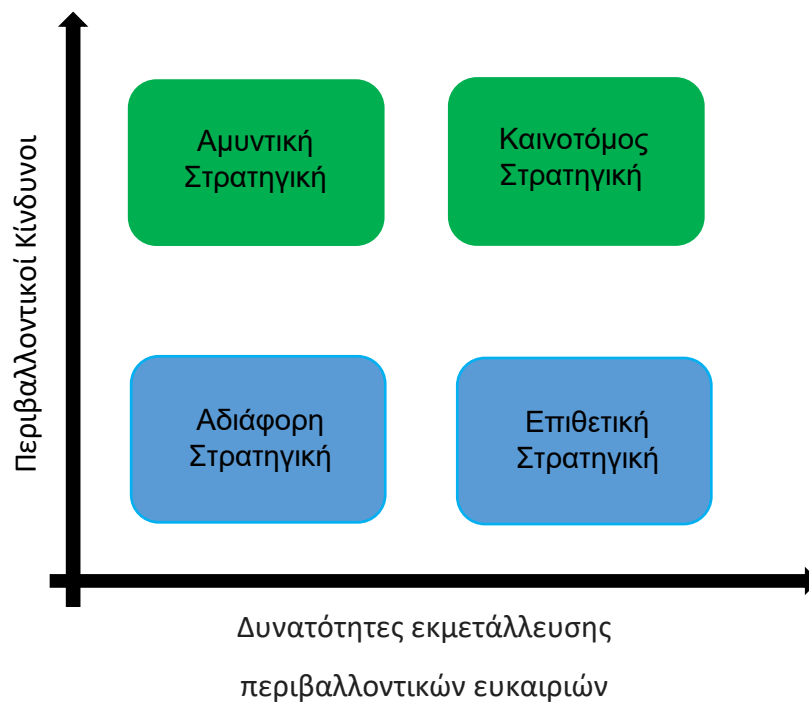 Περιβαλλοντικοί Κίνδυνοι
Αμυντική
Στρατηγική
Καινοτόμος
Στρατηγική
Αδιάφορη
Στρατηγική
Επιθετική
Στρατηγική
Δυνατότητες εκμετάλλευσης
περιβαλλοντικών ευκαιριών